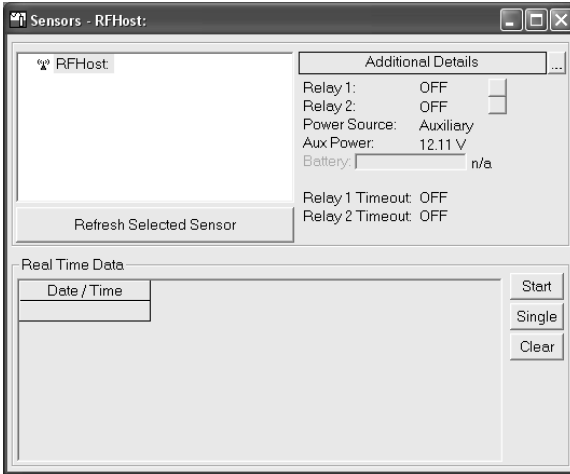 Sensors - RFHost:
RFHost
Refresh Selected Sensor
Additional Details ...
Relay 1: OFF
Relay 2: OFF
Power Source: Auxiliary
Aux Power: 12.11 V
Battery: n/a
Relay 1 Timeout: OFF
Relay 2 Timeout: OFF
Real Time Data
Date / Time
Start
Single
Clear